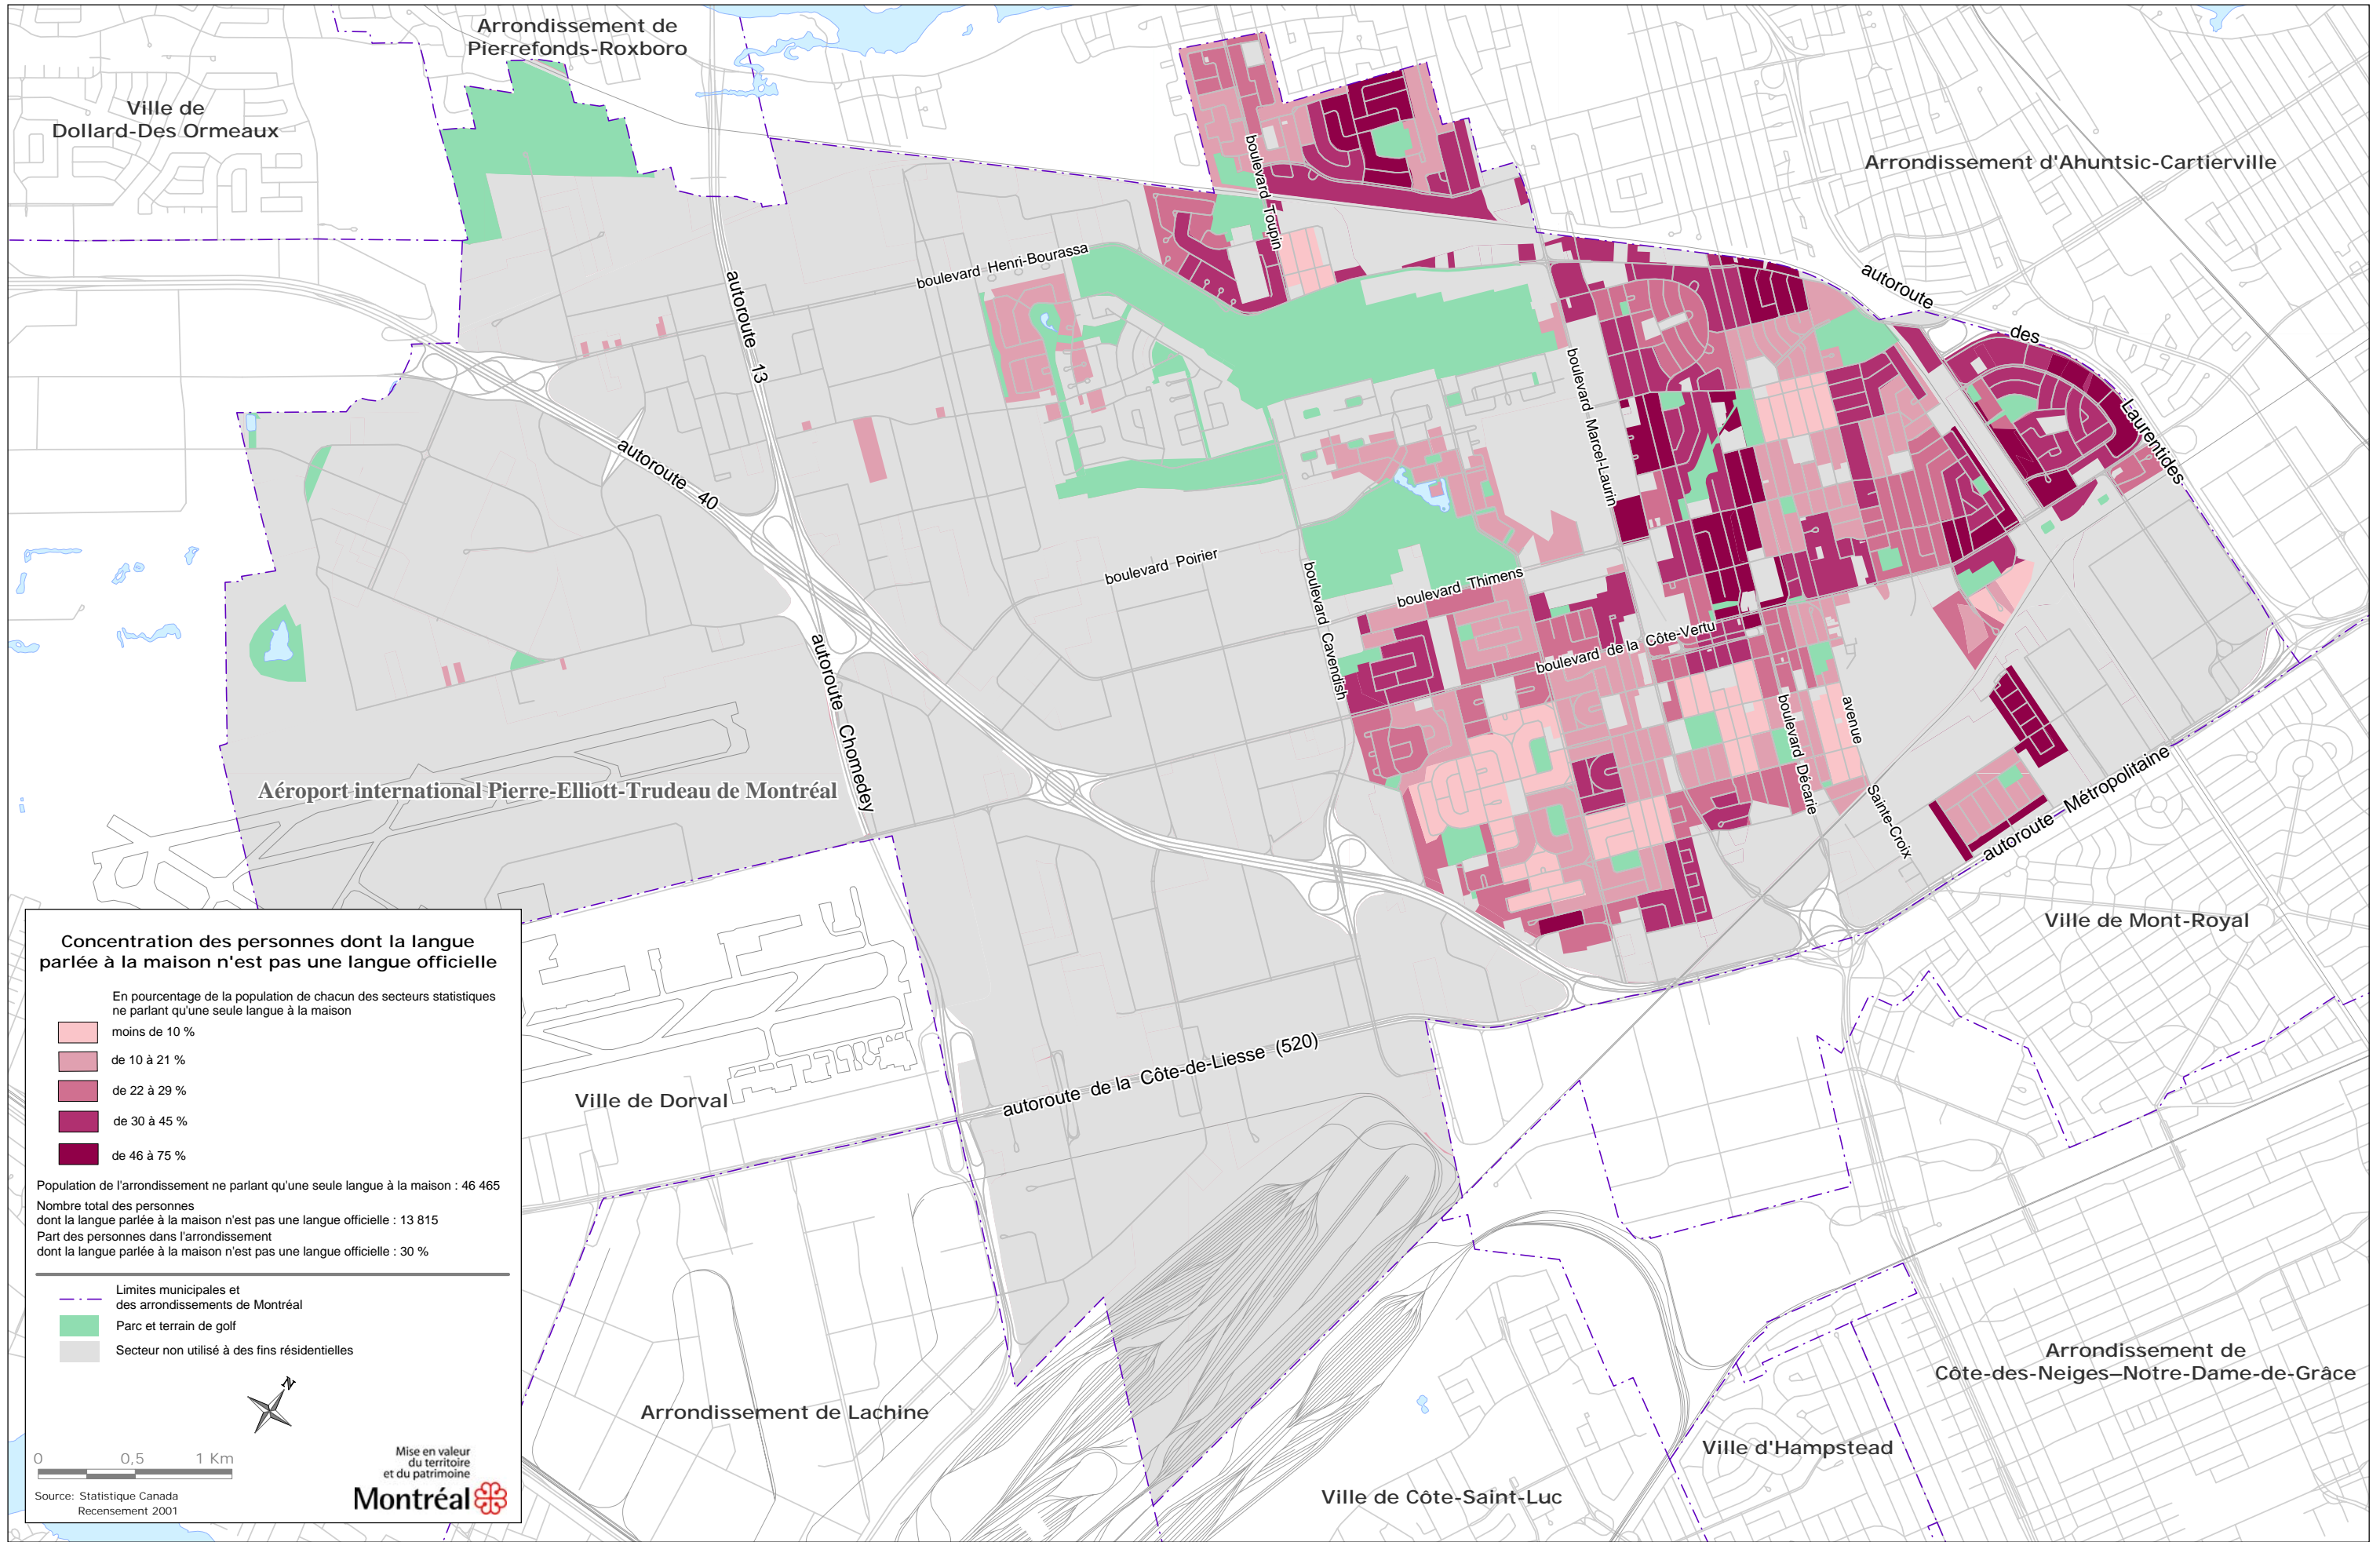 Arrondissement de
Pierrefonds-Roxboro
Ville de
Dollard-Des Ormeaux
Arrondissement d'Ahuntsic-Cartierville
boulevard Toupin
boulevard Henri-Bourassa
autoroute 13
autoroute des Laurentides
autoroute 40
boulevard Marcel-Laurin
boulevard Poirier
boulevard Thimens
boulevard Cavendish
boulevard de la Côte-Vertu
autoroute Chomedey
boulevard Décarie
avenue Sainte-Croix
autoroute Métropolitaine
Aéroport international Pierre-Elliott-Trudeau de Montréal
Ville de Mont-Royal
autoroute de la Côte-de-Liesse (520)
Ville de Dorval
Arrondissement de Lachine
Arrondissement de
Côte-des-Neiges–Notre-Dame-de-Grâce
Ville d'Hampstead
Ville de Côte-Saint-Luc
Concentration des personnes dont la langue
parlée à la maison n'est pas une langue officielle
En pourcentage de la population de chacun des secteurs statistiques
ne parlant qu'une seule langue à la maison
moins de 10 %
de 10 à 21 %
de 22 à 29 %
de 30 à 45 %
de 46 à 75 %
Population de l'arrondissement ne parlant qu'une seule langue à la maison : 46 465
Nombre total des personnes
dont la langue parlée à la maison n'est pas une langue officielle : 13 815
Part des personnes dans l'arrondissement
dont la langue parlée à la maison n'est pas une langue officielle : 30 %
Limites municipales et
des arrondissements de Montréal
Parc et terrain de golf
Secteur non utilisé à des fins résidentielles
N
0 0,5 1 Km
Source: Statistique Canada
Recensement 2001
Mise en valeur
du territoire
et du patrimoine
Montréal